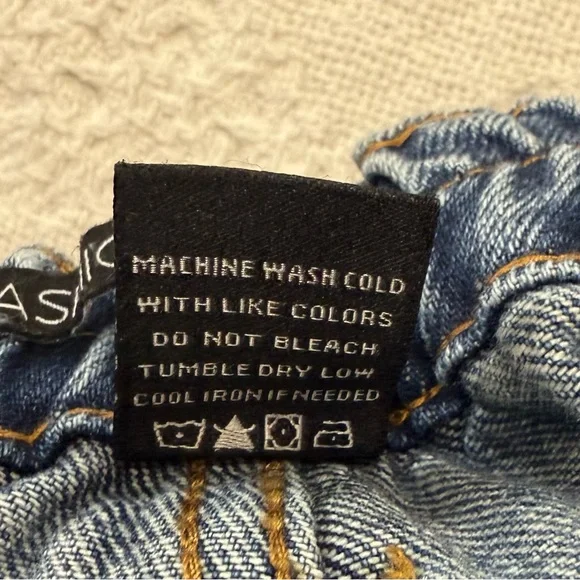 MACHINE WASH COLD
WITH LIKE COLORS
DO NOT BLEACH
TUMBLE DRY LOW
COOL IRON IF NEEDED